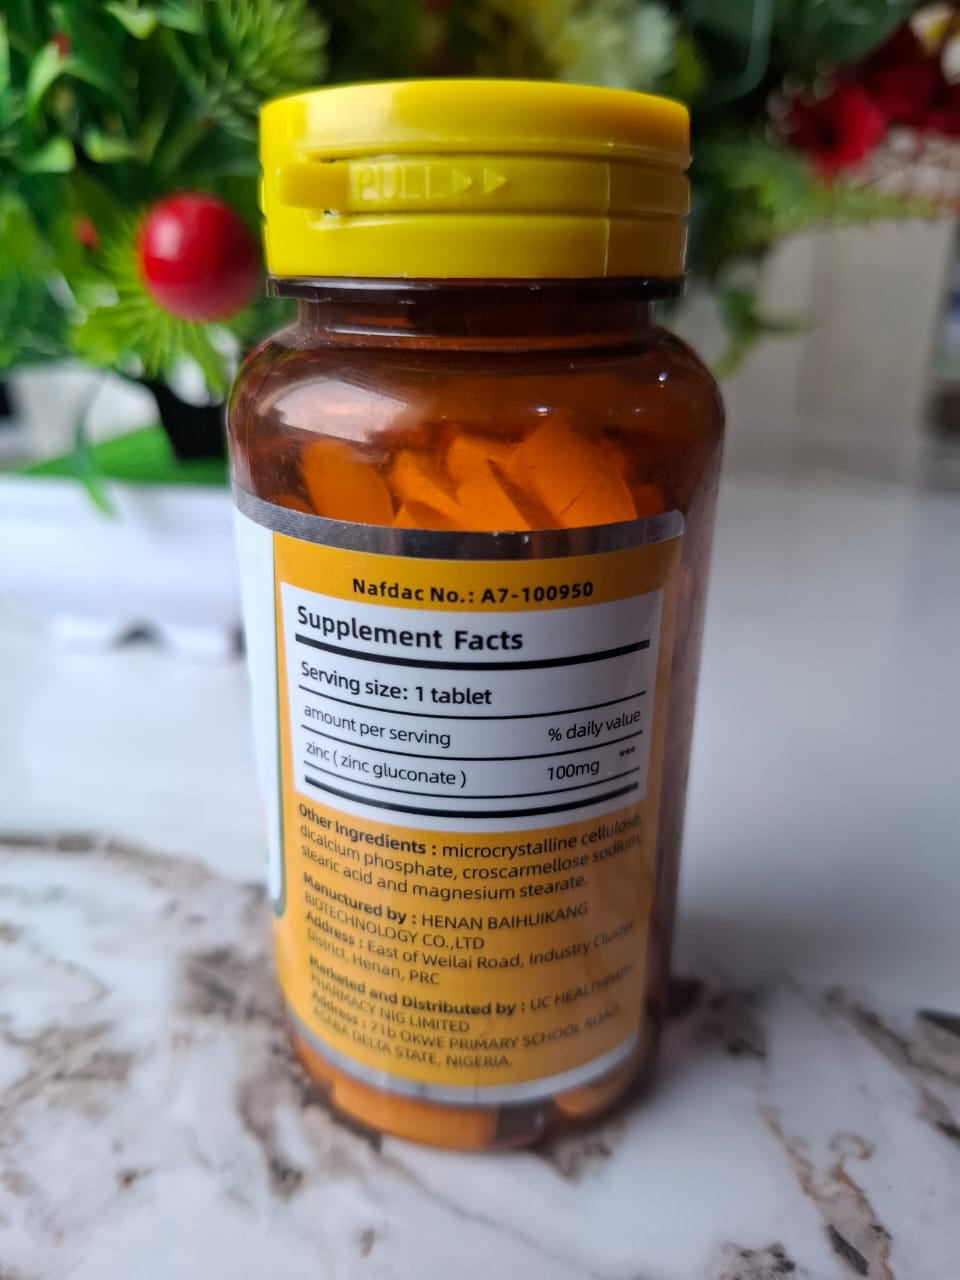 PULL
Nafdac No.: A7-100950
Supplement Facts
Serving size: 1 tablet
amount per serving % daily value
zinc ( zinc gluconate ) 100mg ***
Other Ingredients : microcrystalline cellulose,
dicalcium phosphate, croscarmellose sodium,
stearic acid and magnesium stearate.
Manuctured by : HENAN BAIHUIKANG
BIOTECHNOLOGY CO.,LTD
Address : East of Weilai Road, Industry Cluster
District, Henan, PRC
Marketed and Distributed by : UC HEALTHPATH
PHARMACY NIG LIMITED
Address : 71b OKWE PRIMARY SCHOOL ROAD
DELTA STATE, NIGERIA.